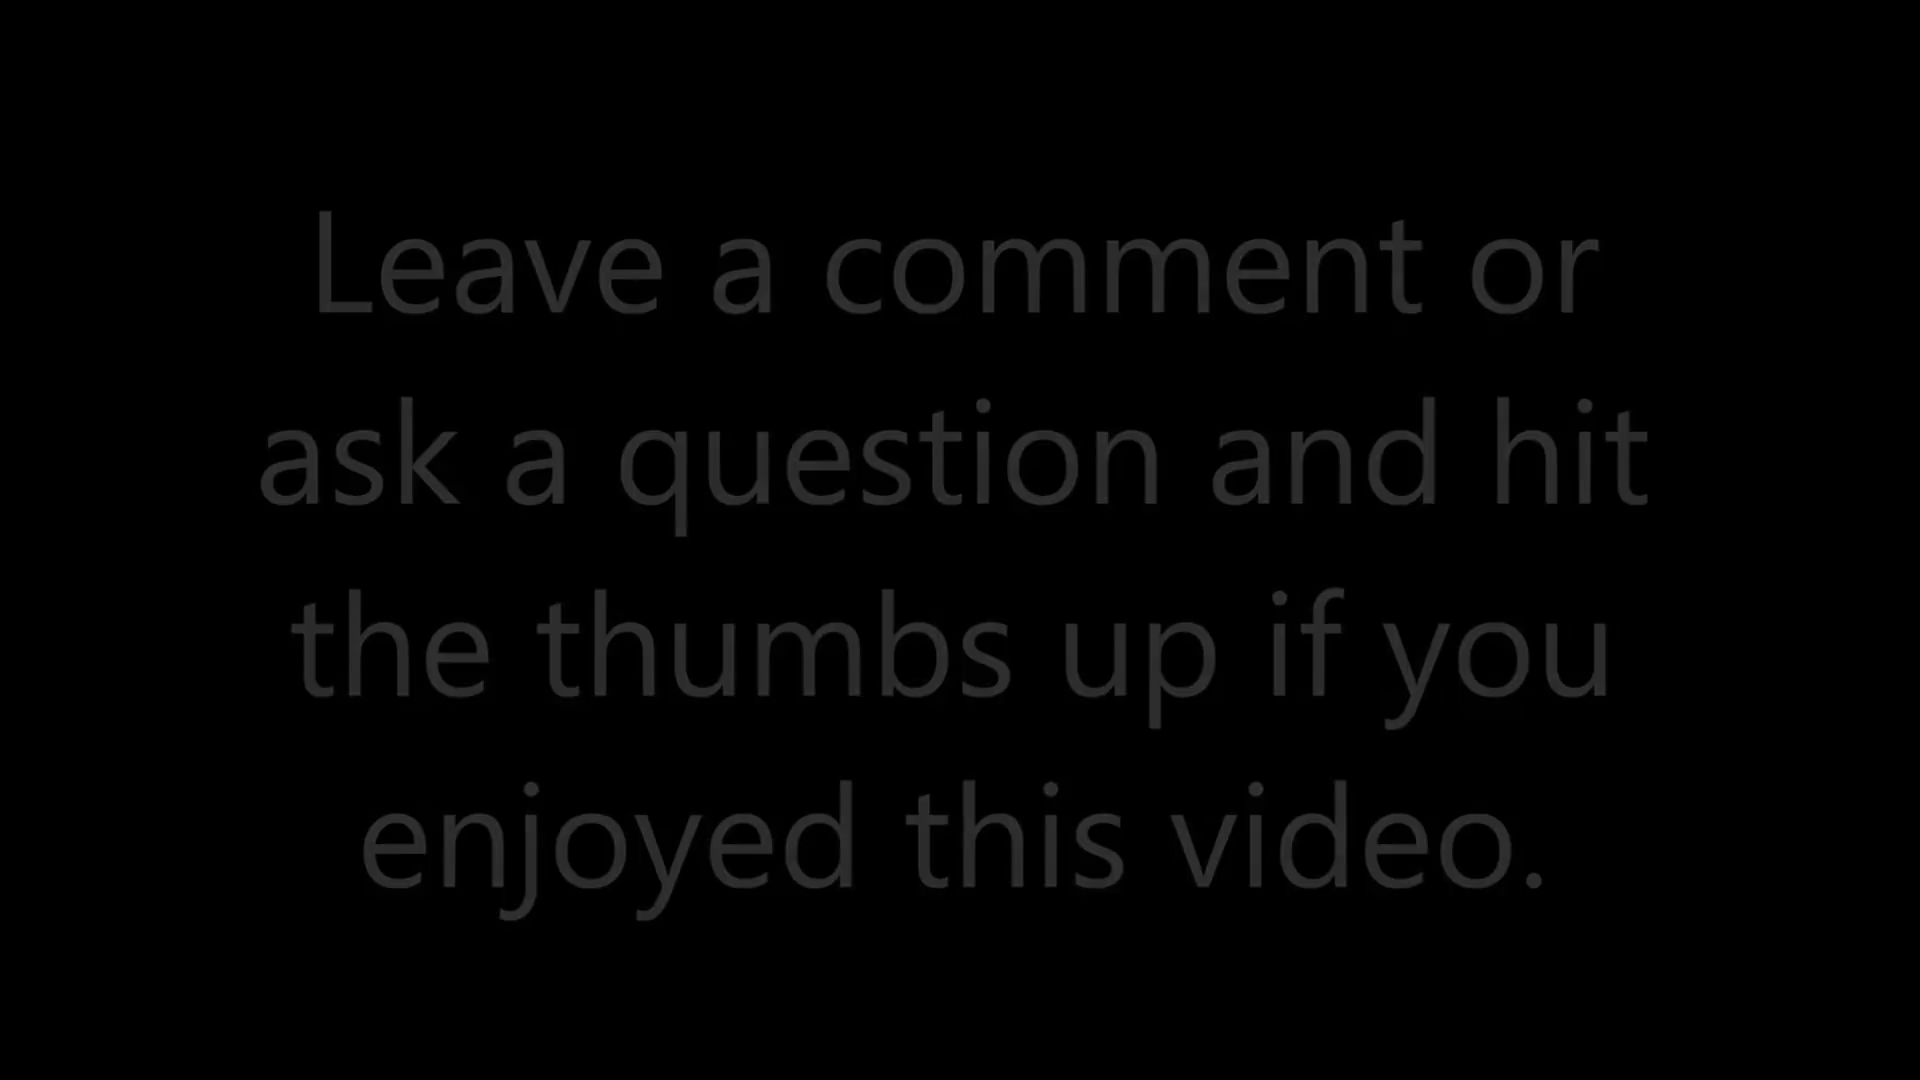 Leave a comment or
ask a question and hit
the thumbs up if you
enjoyed this video.